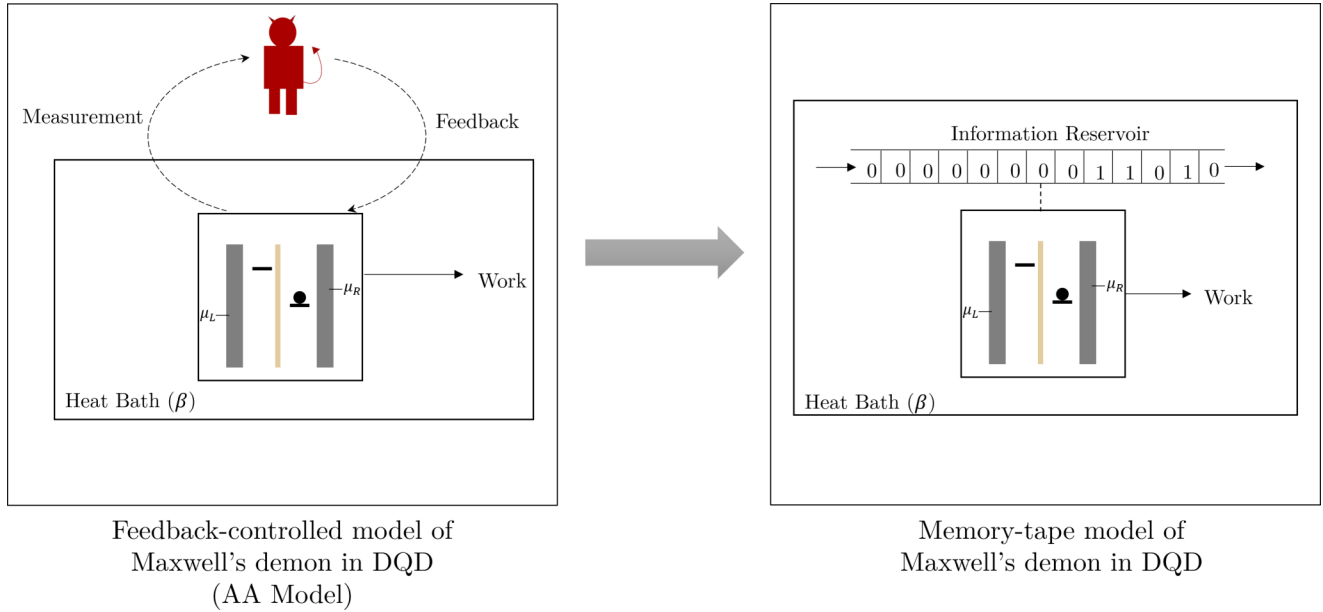 Measurement
Feedback
μL
μR
Work
Heat Bath (β)
Feedback-controlled model of
Maxwell's demon in DQD
(AA Model)
Information Reservoir
0 0 0 0 0 0 0 0 1 1 0 1 0
μL
μR
Work
Heat Bath (β)
Memory-tape model of
Maxwell's demon in DQD